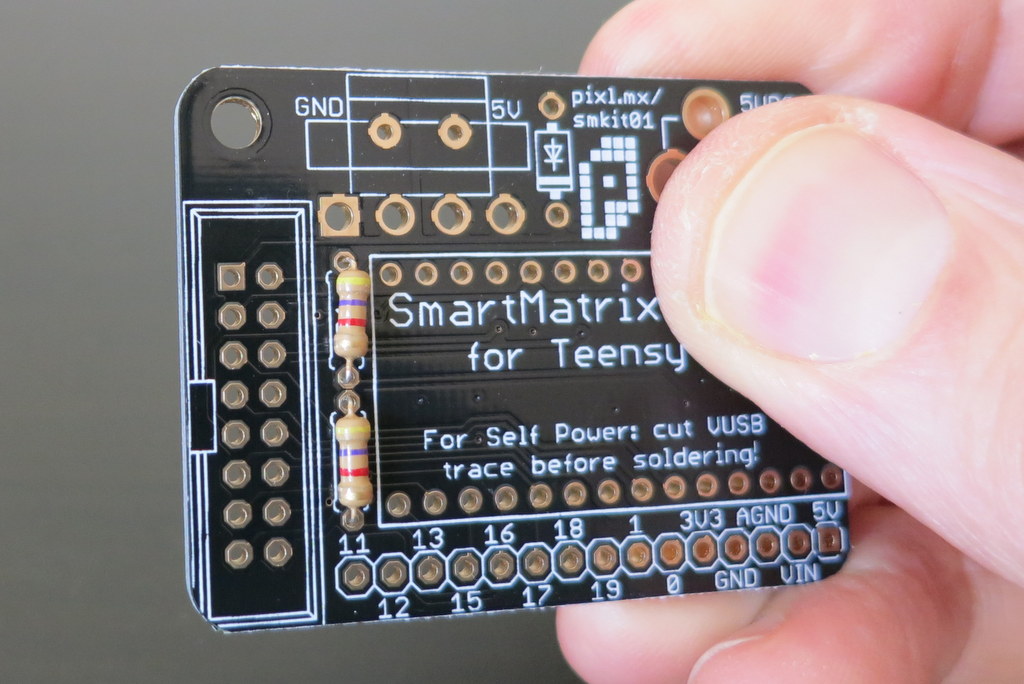 GND
5V
pixl.mx/
smkit01
SmartMatrix
for Teensy
For Self Power: cut VUSB
trace before soldering!
11 13 16 18 1 3V3 AGND 5V
12 15 17 19 0 GND VIN